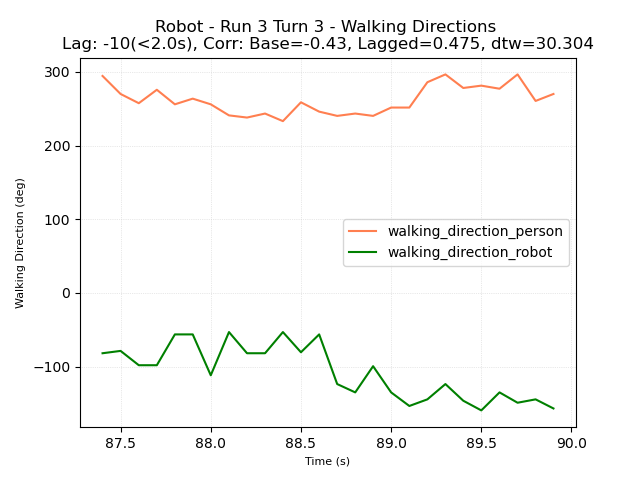 Robot - Run 3 Turn 3 - Walking Directions
Lag: -10(<2.0s), Corr: Base=-0.43, Lagged=0.475, dtw=30.304
300
200
100
0
−100
Walking Direction (deg)
walking_direction_person
walking_direction_robot
87.5 88.0 88.5 89.0 89.5 90.0
Time (s)